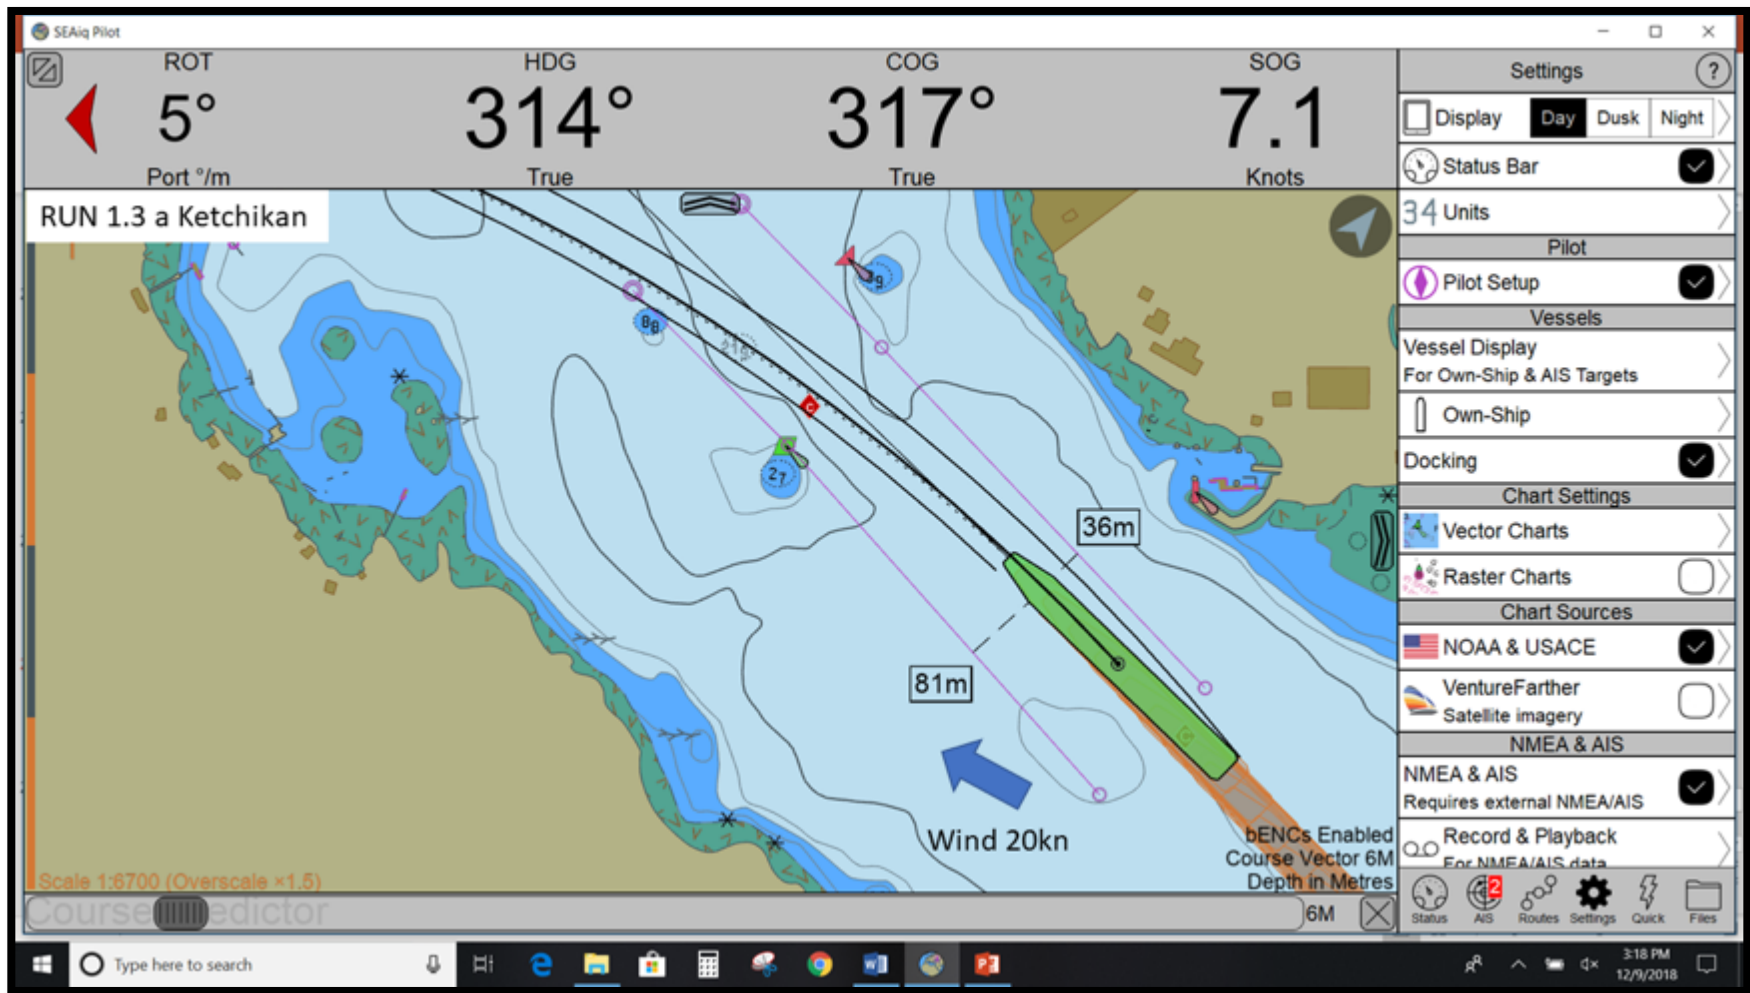 SEAiq Pilot
ROT HDG COG SOG
5° 314° 317° 7.1
Port °/m True True Knots
RUN 1.3 a Ketchikan
36m
81m
Wind 20kn
bENCs Enabled
Course Vector 6M
Depth in Metres
Scale 1:6700 (Overscale ×1.5)
6M
Settings
?
Display Day Dusk Night
Status Bar
34 Units
Pilot
Pilot Setup
Vessels
Vessel Display
For Own-Ship & AIS Targets
Own-Ship
Docking
Chart Settings
Vector Charts
Raster Charts
Chart Sources
NOAA & USACE
VentureFarther
Satellite imagery
NMEA & AIS
NMEA & AIS
Requires external NMEA/AIS
Record & Playback
For NMEA/AIS data
2
Status AIS Routes Settings Quick Files
Type here to search
3:18 PM
12/9/2018